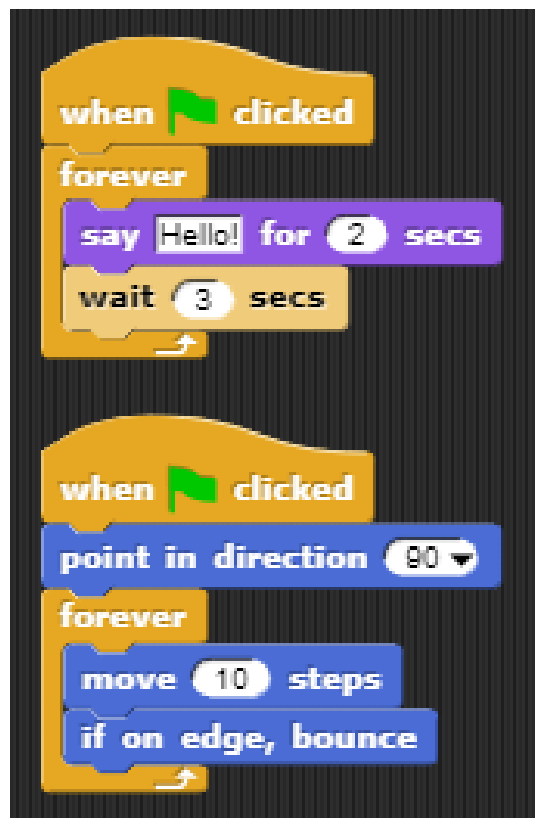 when clicked
forever
say Hello! for 2 secs
wait 3 secs
when clicked
point in direction 90
forever
move 10 steps
if on edge, bounce